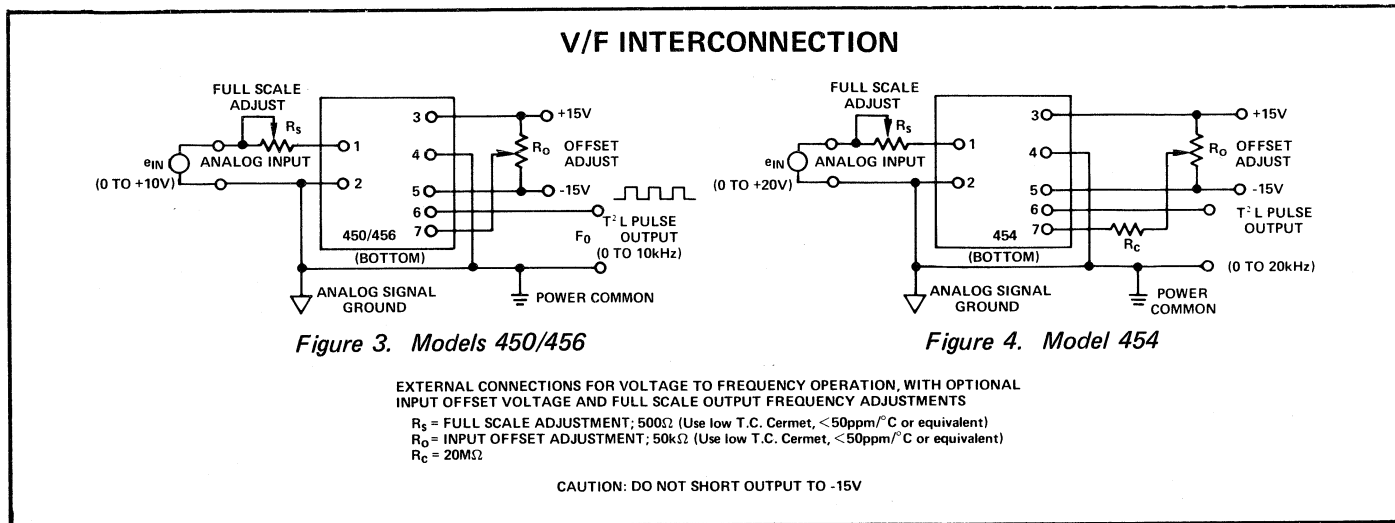 V/F INTERCONNECTION
FULL SCALE
ADJUST
Rs
eIN
ANALOG INPUT
(0 TO +10V)
1
2
3
4
5
6
7
450/456
(BOTTOM)
+15V
RO
OFFSET
ADJUST
-15V
T²L PULSE
OUTPUT
F0
(0 TO 10kHz)
ANALOG SIGNAL
GROUND
POWER COMMON
Figure 3. Models 450/456
FULL SCALE
ADJUST
Rs
eIN
ANALOG INPUT
(0 TO +20V)
1
2
3
4
5
6
7
454
(BOTTOM)
+15V
RO
OFFSET
ADJUST
-15V
T²L PULSE
OUTPUT
RC
(0 TO 20kHz)
ANALOG SIGNAL
GROUND
POWER
COMMON
Figure 4. Model 454
EXTERNAL CONNECTIONS FOR VOLTAGE TO FREQUENCY OPERATION, WITH OPTIONAL
INPUT OFFSET VOLTAGE AND FULL SCALE OUTPUT FREQUENCY ADJUSTMENTS
Rs = FULL SCALE ADJUSTMENT; 500Ω (Use low T.C. Cermet, <50ppm/°C or equivalent)
RO = INPUT OFFSET ADJUSTMENT; 50kΩ (Use low T.C. Cermet, <50ppm/°C or equivalent)
RC = 20MΩ
CAUTION: DO NOT SHORT OUTPUT TO -15V